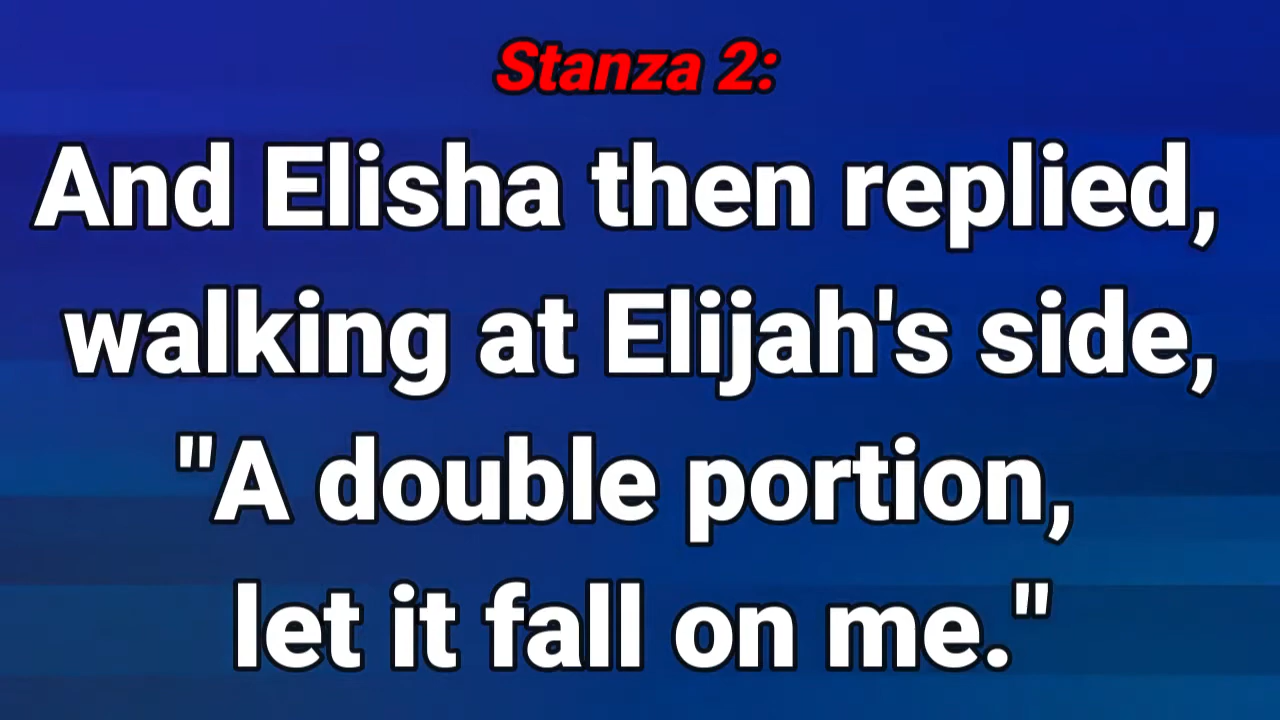 Stanza 2:
And Elisha then replied,
walking at Elijah's side,
"A double portion,
let it fall on me."